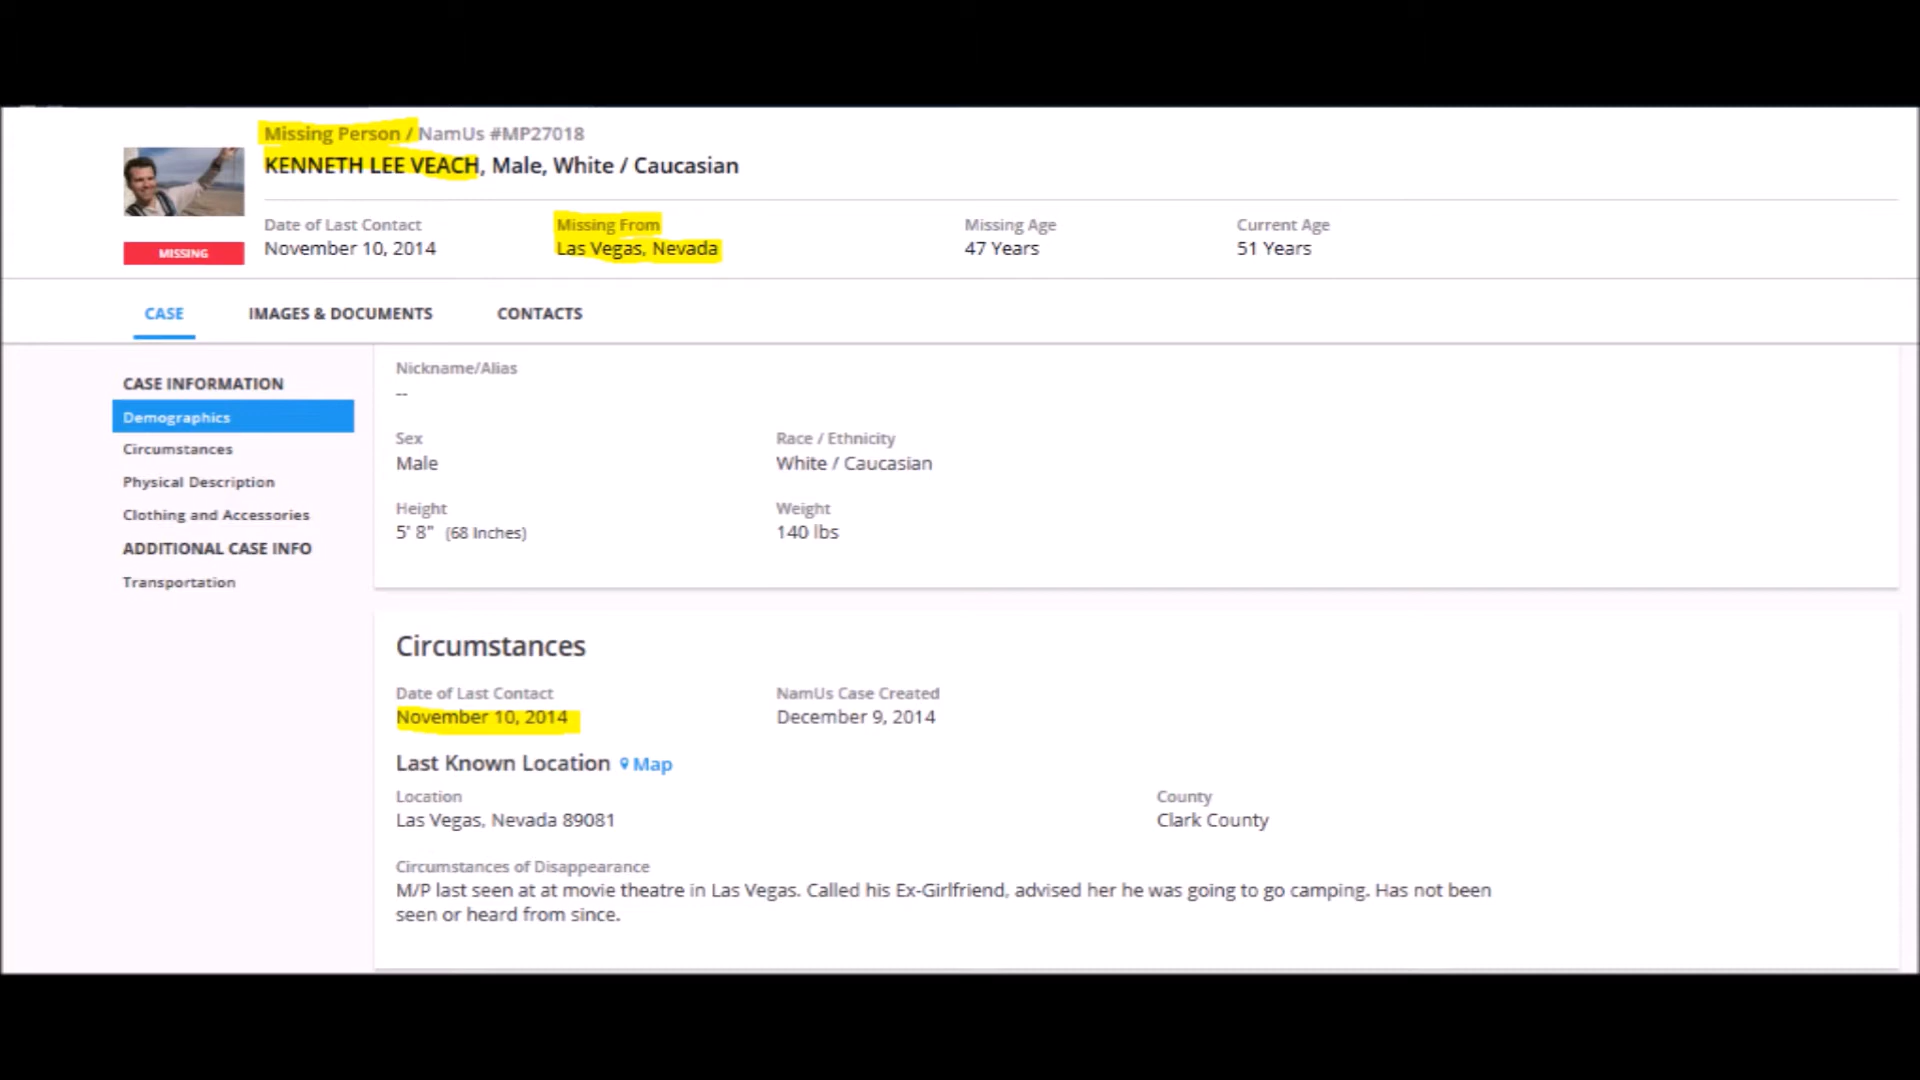 Missing Person / NamUs #MP27018
KENNETH LEE VEACH, Male, White / Caucasian
Date of Last Contact
November 10, 2014
Missing From
Las Vegas, Nevada
Missing Age
47 Years
Current Age
51 Years
MISSING
CASE IMAGES & DOCUMENTS CONTACTS
CASE INFORMATION
Demographics
Circumstances
Physical Description
Clothing and Accessories
ADDITIONAL CASE INFO
Transportation
Nickname/Alias
--
Sex
Male
Race / Ethnicity
White / Caucasian
Height
5' 8" (68 Inches)
Weight
140 lbs
Circumstances
Date of Last Contact
November 10, 2014
NamUs Case Created
December 9, 2014
Last Known Location Map
Location
Las Vegas, Nevada 89081
County
Clark County
Circumstances of Disappearance
M/P last seen at at movie theatre in Las Vegas. Called his Ex-Girlfriend, advised her he was going to go camping. Has not been
seen or heard from since.